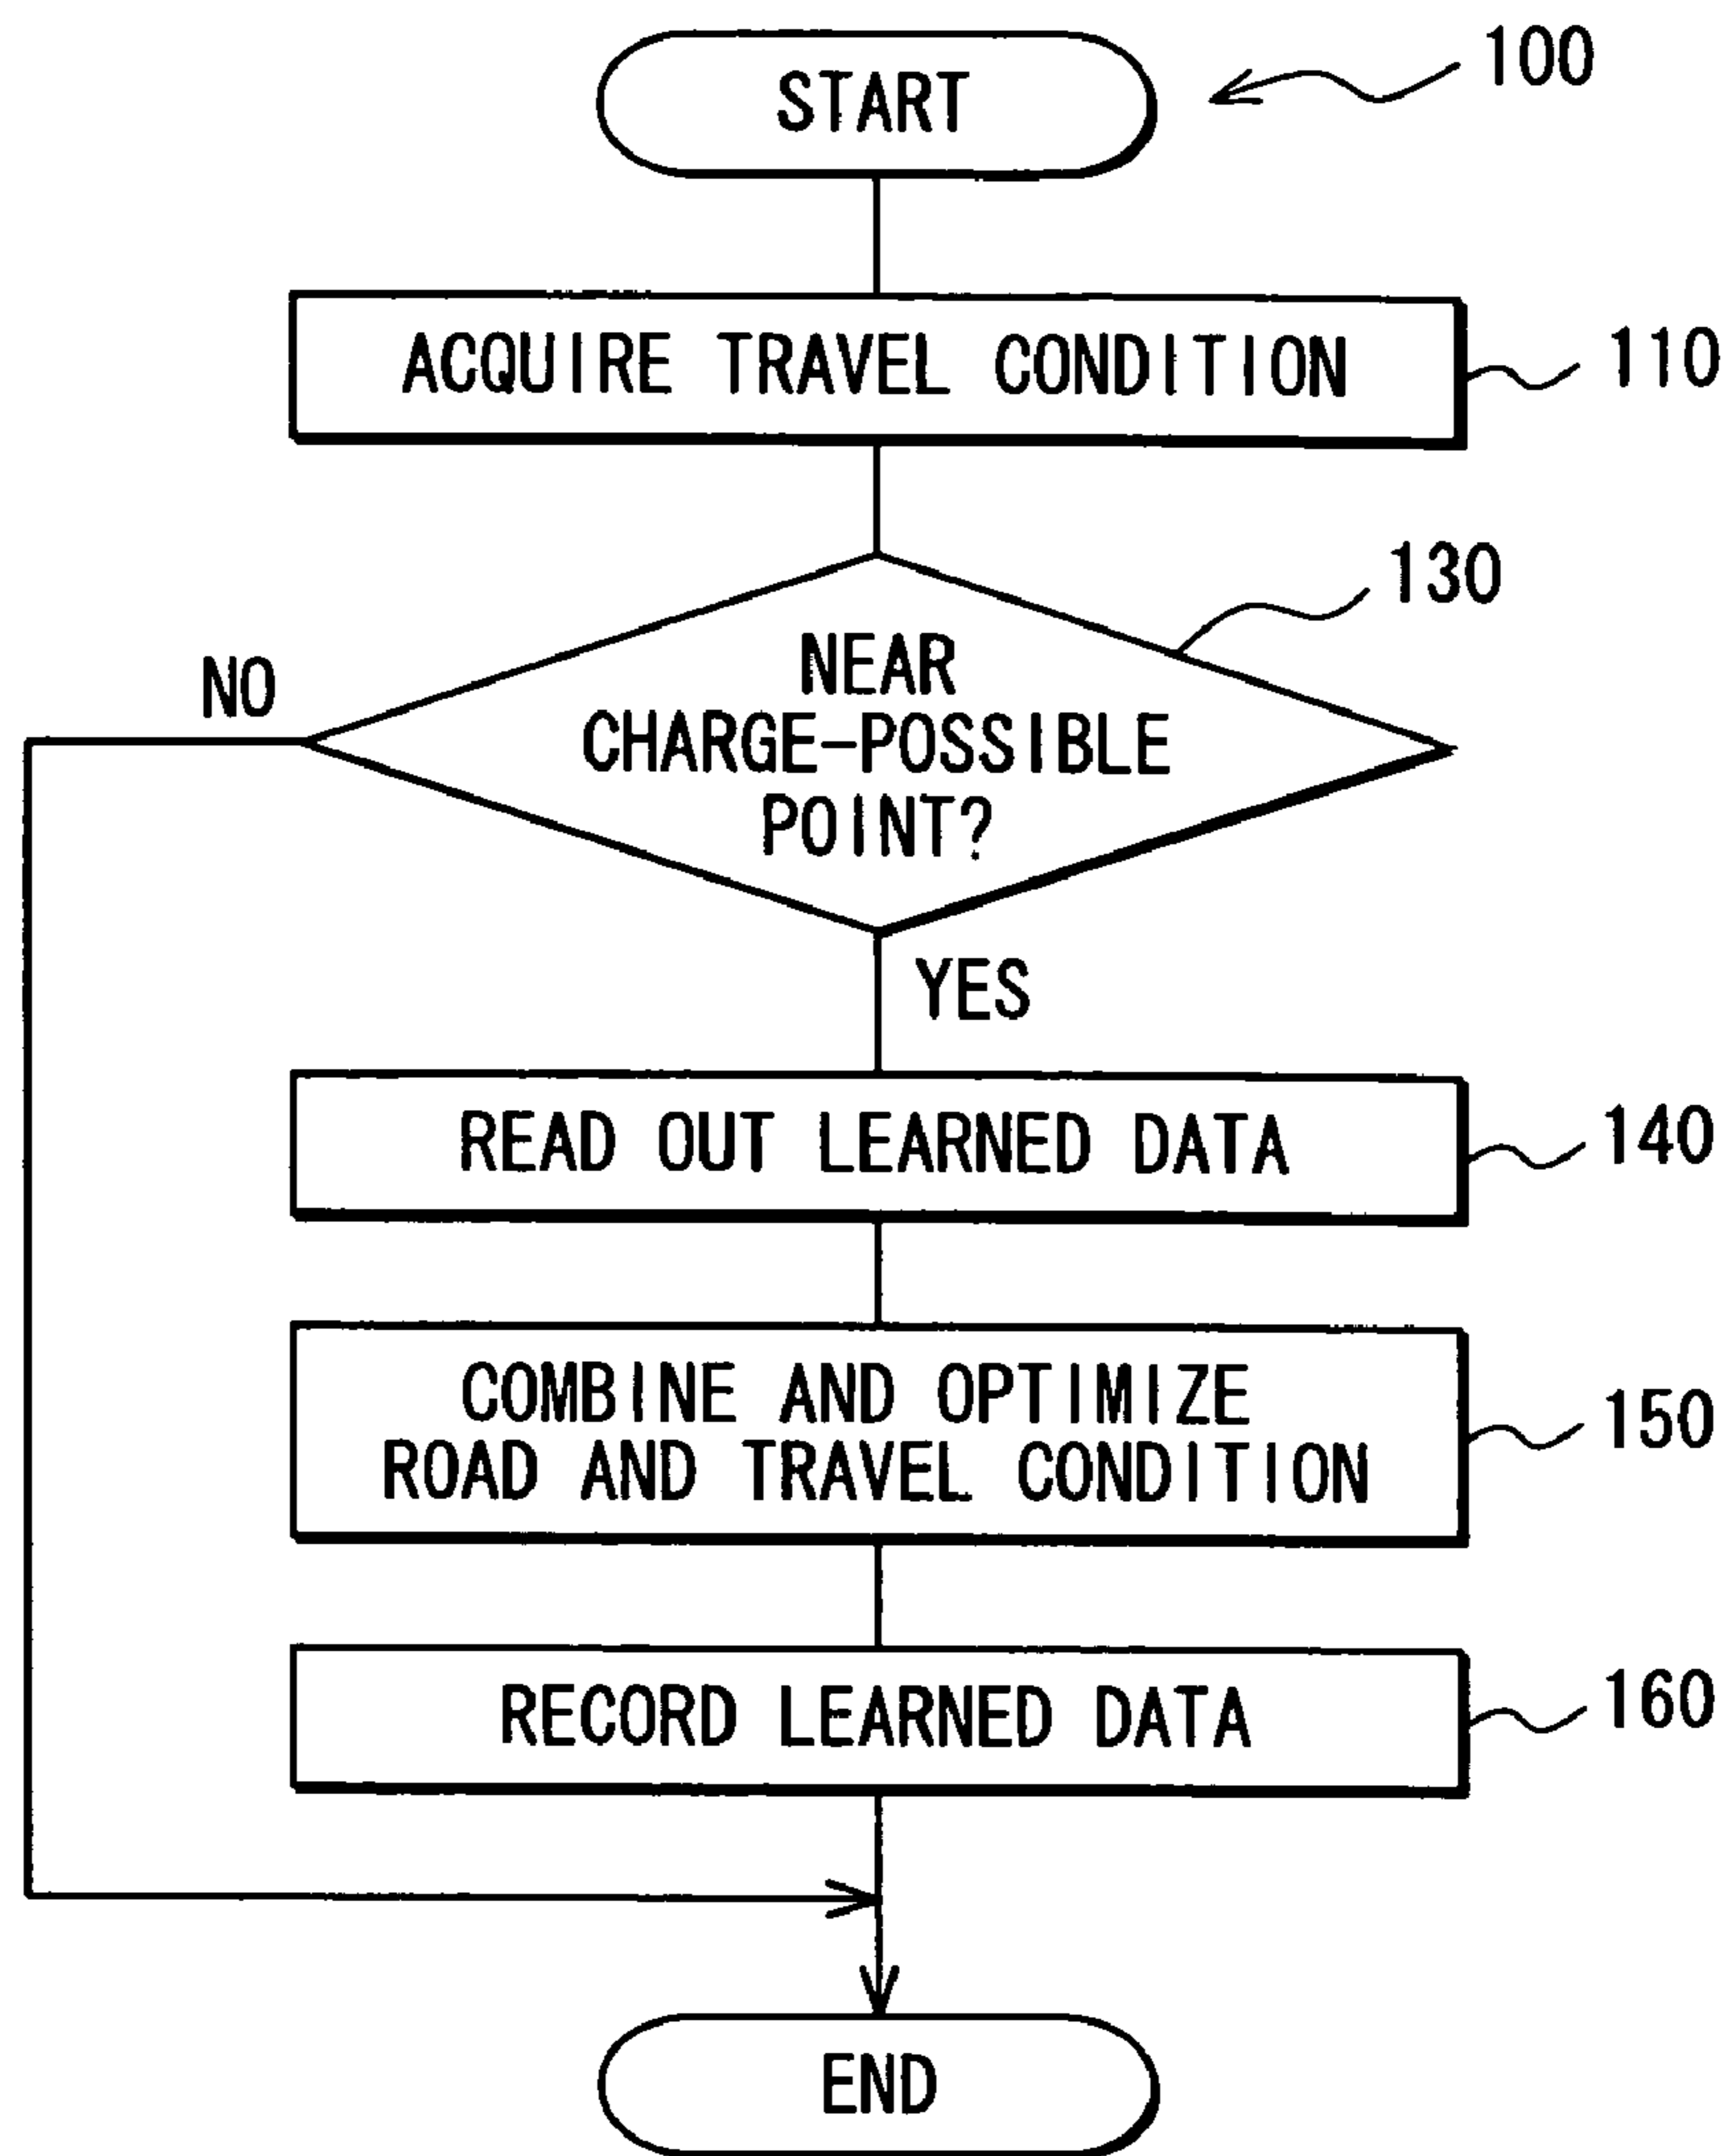 START
100
ACQUIRE TRAVEL CONDITION
110
130
NO
NEAR
CHARGE-POSSIBLE
POINT?
YES
READ OUT LEARNED DATA
140
COMBINE AND OPTIMIZE
ROAD AND TRAVEL CONDITION
150
RECORD LEARNED DATA
160
END